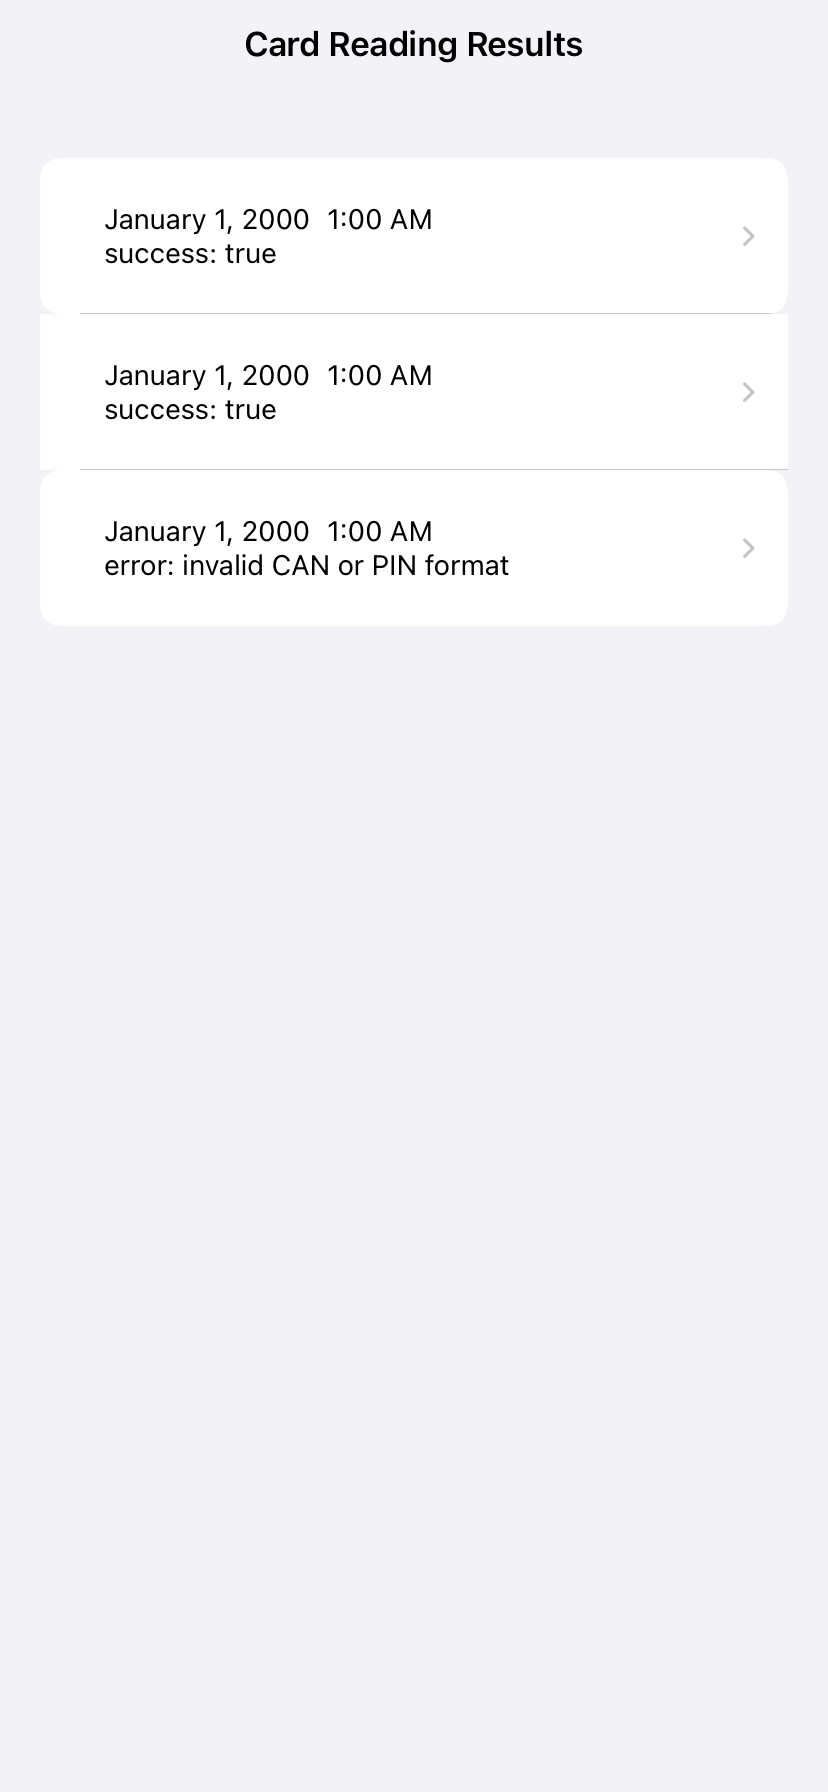 Card Reading Results
January 1, 2000  1:00 AM
success: true
January 1, 2000  1:00 AM
success: true
January 1, 2000  1:00 AM
error: invalid CAN or PIN format